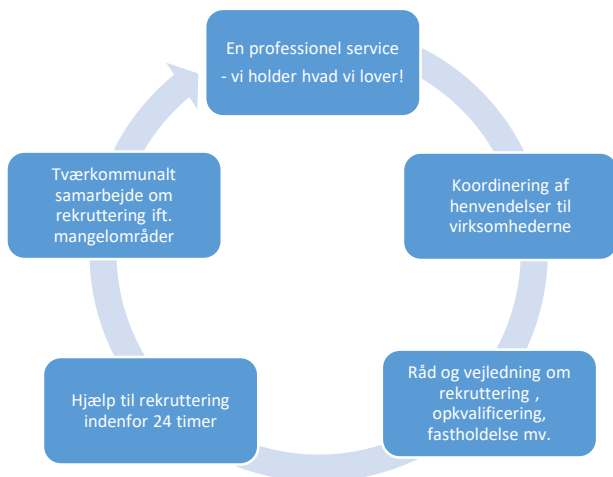 En professionel service
- vi holder hvad vi lover!
Koordinering af
henvendelser til
virksomhederne
Råd og vejledning om
rekruttering ,
opkvalificering,
fastholdelse mv.
Hjælp til rekruttering
indenfor 24 timer
Tværkommunalt
samarbejde om
rekruttering ift.
mangelområder